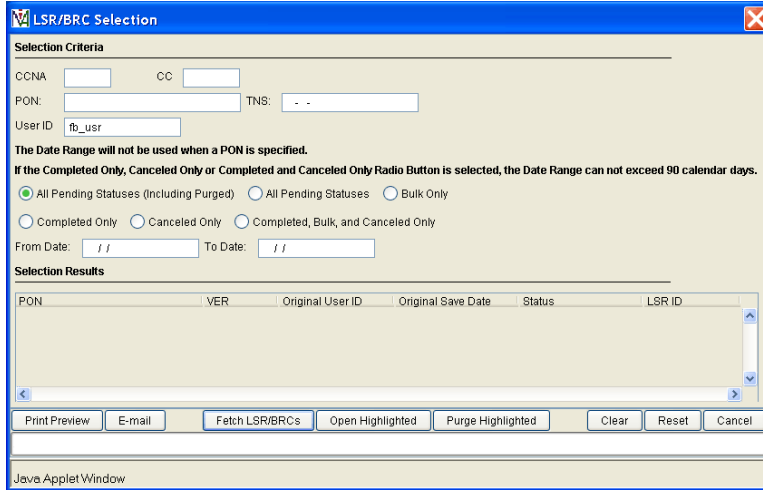 LSR/BRC Selection
Selection Criteria
CCNA CC
PON: TNS: - -
User ID fb_usr
The Date Range will not be used when a PON is specified.
If the Completed Only, Canceled Only or Completed and Canceled Only Radio Button is selected, the Date Range can not exceed 90 calendar days.
All Pending Statuses (Including Purged) All Pending Statuses Bulk Only
Completed Only Canceled Only Completed, Bulk, and Canceled Only
From Date: / / To Date: / /
Selection Results
PON VER Original User ID Original Save Date Status LSR ID
Print Preview E-mail Fetch LSR/BRCs Open Highlighted Purge Highlighted Clear Reset Cancel
Java Applet Window